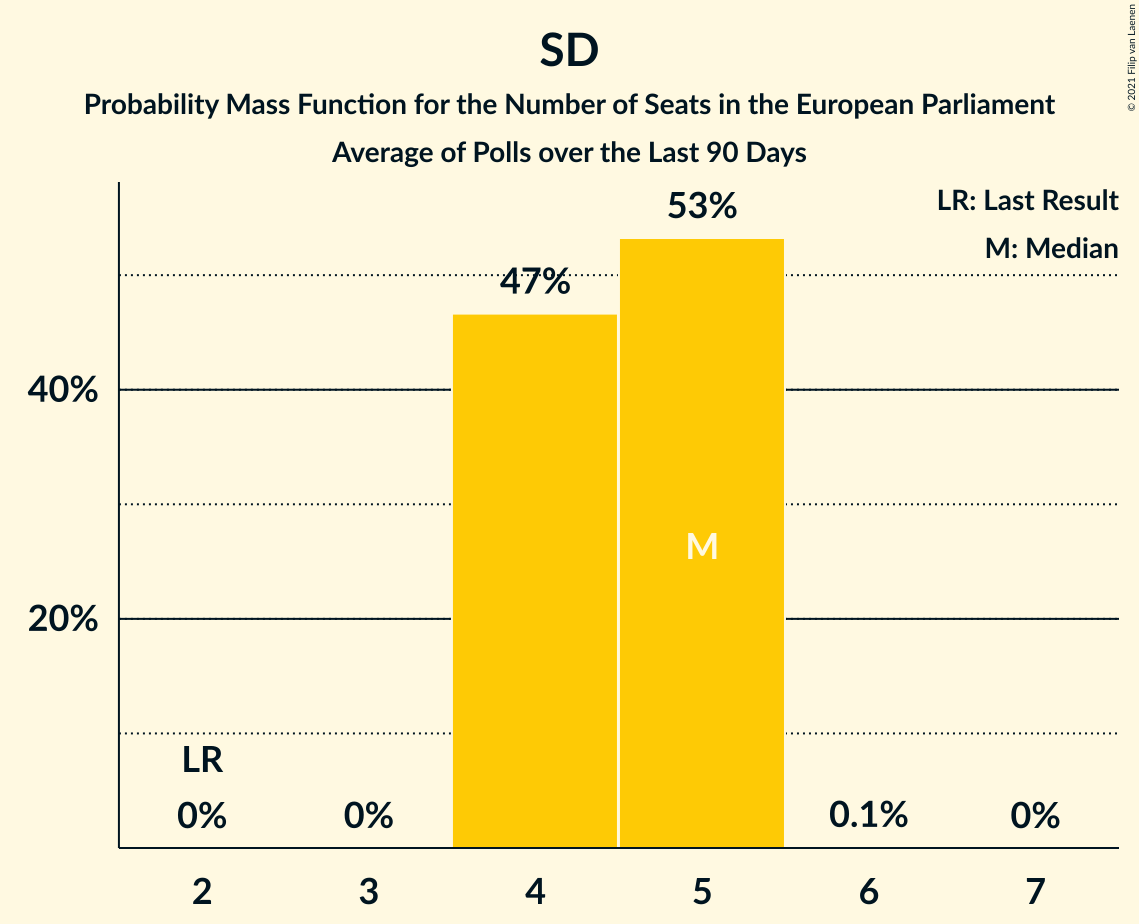 SD
Probability Mass Function for the Number of Seats in the European Parliament
Average of Polls over the Last 90 Days
© 2021 Filip van Laenen
LR: Last Result
M: Median
53%
47%
40%
M
20%
LR
0%
0%
0.1%
0%
2
3
4
5
6
7